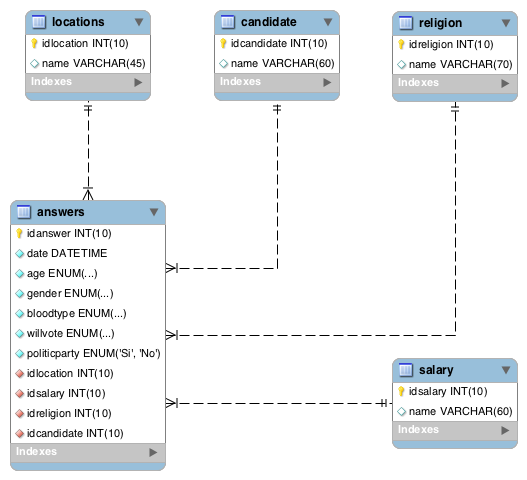 locations
idlocation INT(10)
name VARCHAR(45)
Indexes
candidate
idcandidate INT(10)
name VARCHAR(60)
Indexes
religion
idreligion INT(10)
name VARCHAR(70)
Indexes
answers
idanswer INT(10)
date DATETIME
age ENUM(...)
gender ENUM(...)
bloodtype ENUM(...)
willvote ENUM(...)
politicparty ENUM('Si', 'No')
idlocation INT(10)
idsalary INT(10)
idreligion INT(10)
idcandidate INT(10)
Indexes
salary
idsalary INT(10)
name VARCHAR(60)
Indexes